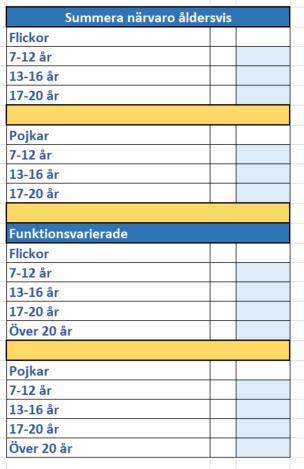 Summera närvaro åldersvis
Flickor
7-12 år
13-16 år
17-20 år
Pojkar
7-12 år
13-16 år
17-20 år
Funktionsvarierade
Flickor
7-12 år
13-16 år
17-20 år
Över 20 år
Pojkar
7-12 år
13-16 år
17-20 år
Över 20 år